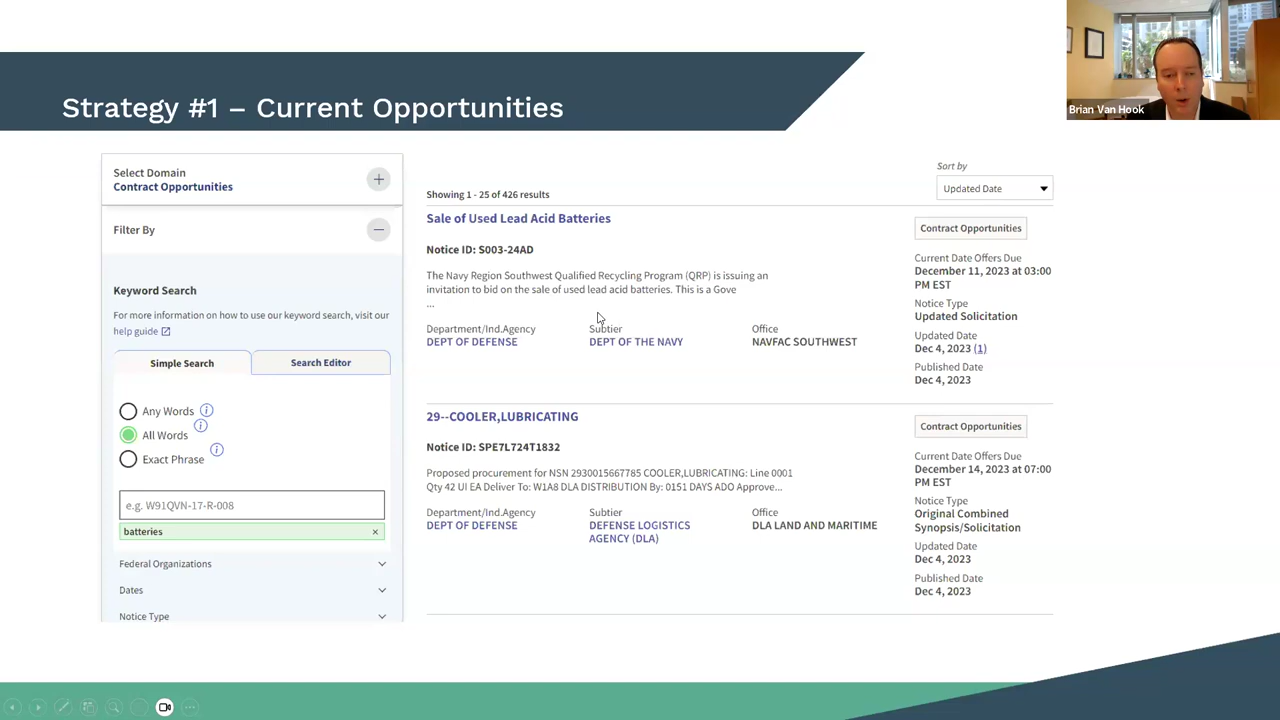 Brian Van Hook
Strategy #1 – Current Opportunities
Select Domain
Contract Opportunities
Filter By
Keyword Search
For more information on how to use our keyword search, visit our
help guide
Simple Search
Search Editor
Any Words
All Words
Exact Phrase
e.g. W91QVN-17-R-008
batteries
Federal Organizations
Dates
Notice Type
Sort by
Updated Date
Showing 1 - 25 of 426 results
Sale of Used Lead Acid Batteries
Notice ID: S003-24AD
The Navy Region Southwest Qualified Recycling Program (QRP) is issuing an
invitation to bid on the sale of used lead acid batteries. This is a Gove
...
Department/Ind.Agency
DEPT OF DEFENSE
Subtier
DEPT OF THE NAVY
Office
NAVFAC SOUTHWEST
Contract Opportunities
Current Date Offers Due
December 11, 2023 at 03:00
PM EST
Notice Type
Updated Solicitation
Updated Date
Dec 4, 2023 (1)
Published Date
Dec 4, 2023
29--COOLER,LUBRICATING
Notice ID: SPE7L724T1832
Proposed procurement for NSN 2930015667785 COOLER,LUBRICATING: Line 0001
Qty 42 UI EA Deliver To: W1A8 DLA DISTRIBUTION By: 0151 DAYS ADO Approve...
Department/Ind.Agency
DEPT OF DEFENSE
Subtier
DEFENSE LOGISTICS
AGENCY (DLA)
Office
DLA LAND AND MARITIME
Contract Opportunities
Current Date Offers Due
December 14, 2023 at 07:00
PM EST
Notice Type
Original Combined
Synopsis/Solicitation
Updated Date
Dec 4, 2023
Published Date
Dec 4, 2023